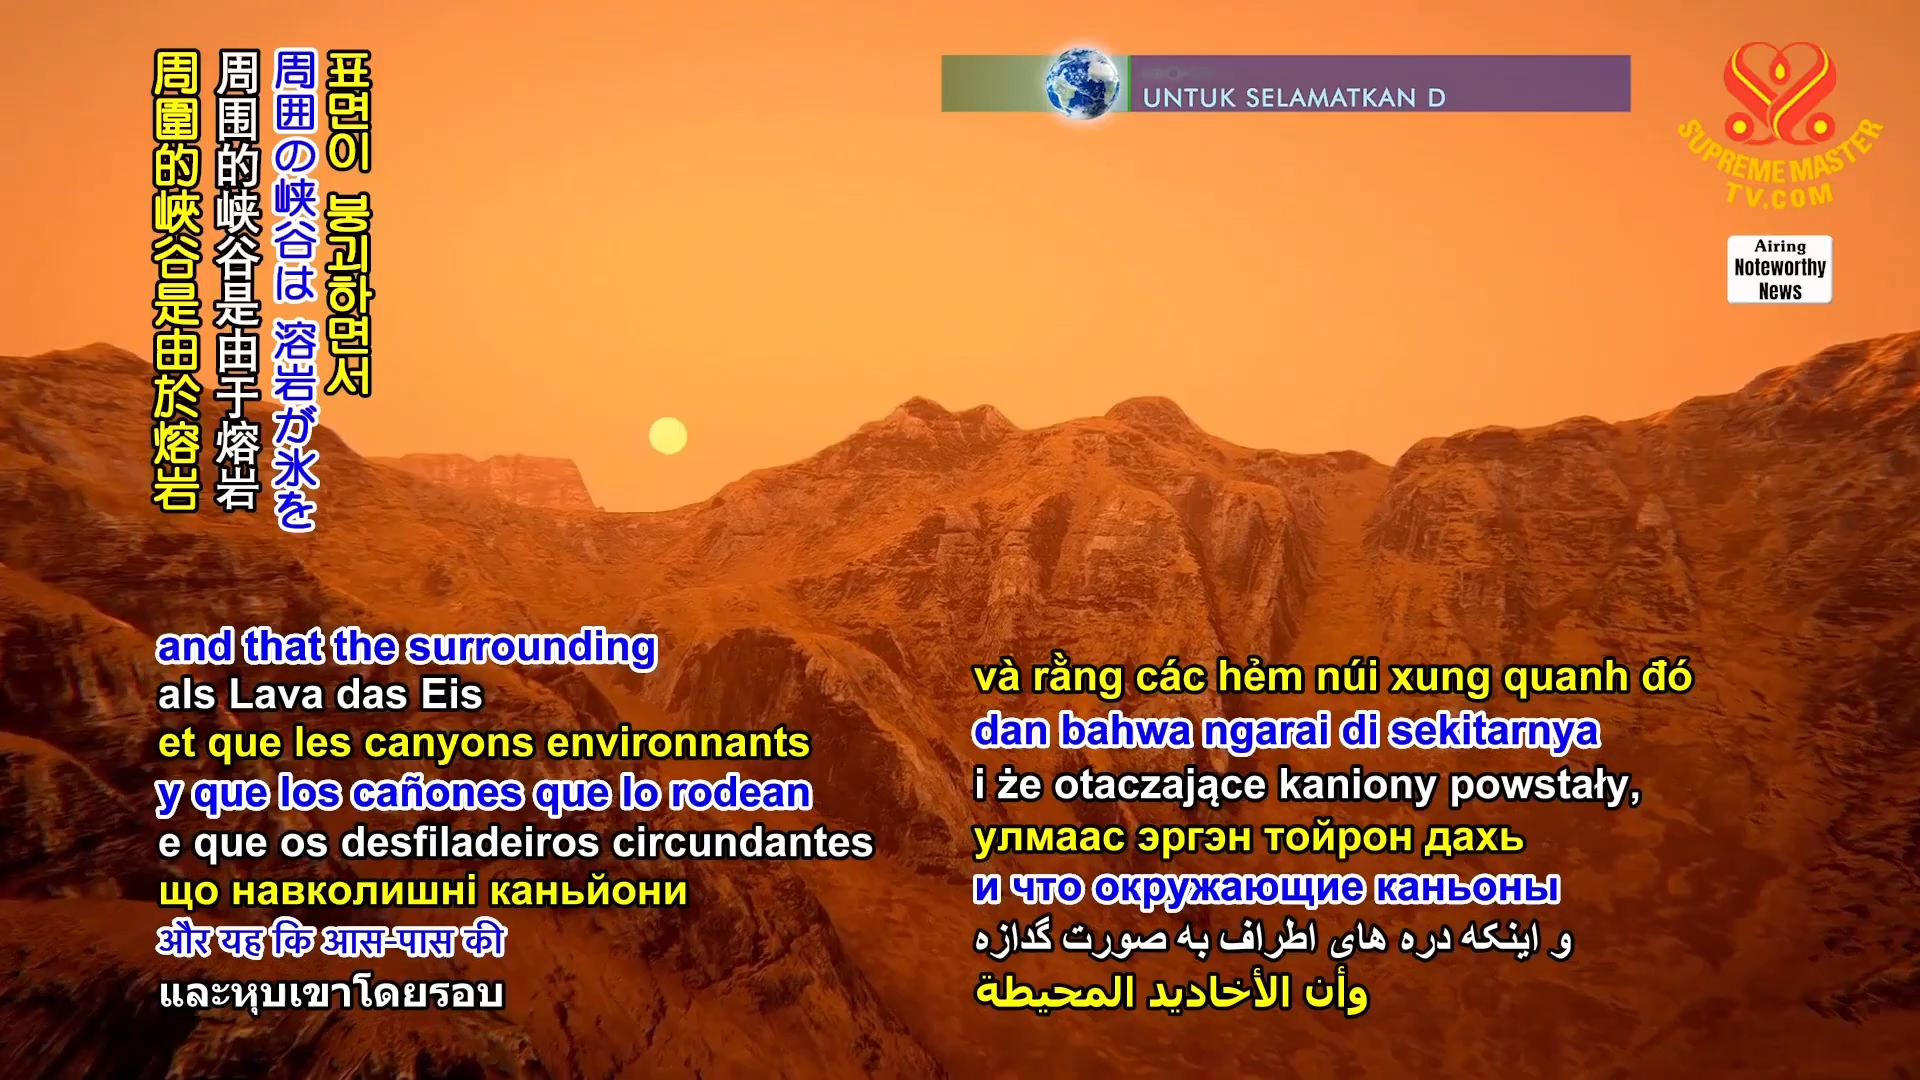 周圍的峽谷是由於熔岩
周围的峡谷是由于熔岩
周囲の峡谷は 溶岩が氷を
표면이 붕괴하면서
UNTUK SELAMATKAN D
SUPREME MASTER
TV.COM
Airing
Noteworthy
News
and that the surrounding
als Lava das Eis
et que les canyons environnants
y que los cañones que lo rodean
e que os desfiladeiros circundantes
що навколишні каньйони
और यह कि आस-पास की
และหุบเขาโดยรอบ
và rằng các hẻm núi xung quanh đó
dan bahwa ngarai di sekitarnya
i że otaczające kaniony powstały,
улмаас эргэн тойрон дахь
и что окружающие каньоны
و اینکه دره های اطراف به صورت گدازه
وأن الأخاديد المحيطة